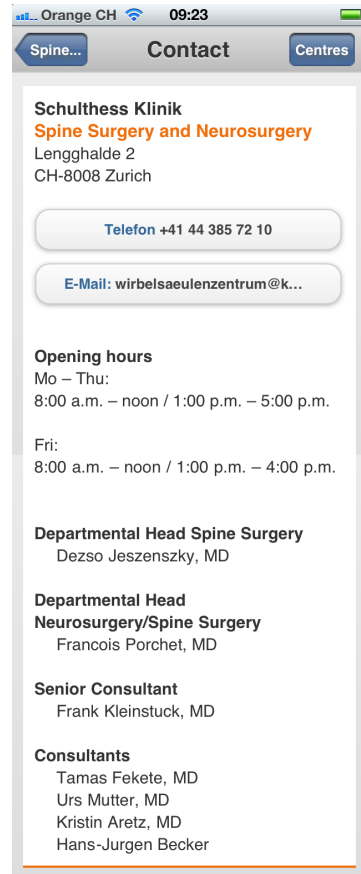 Orange CH 09:23
Spine... Contact Centres
Schulthess Klinik
Spine Surgery and Neurosurgery
Lengghalde 2
CH-8008 Zurich
Telefon +41 44 385 72 10
E-Mail: wirbelsaeulenzentrum@k...
Opening hours
Mo – Thu:
8:00 a.m. – noon / 1:00 p.m. – 5:00 p.m.
Fri:
8:00 a.m. – noon / 1:00 p.m. – 4:00 p.m.
Departmental Head Spine Surgery
Dezso Jeszenszky, MD
Departmental Head
Neurosurgery/Spine Surgery
Francois Porchet, MD
Senior Consultant
Frank Kleinstuck, MD
Consultants
Tamas Fekete, MD
Urs Mutter, MD
Kristin Aretz, MD
Hans-Jurgen Becker